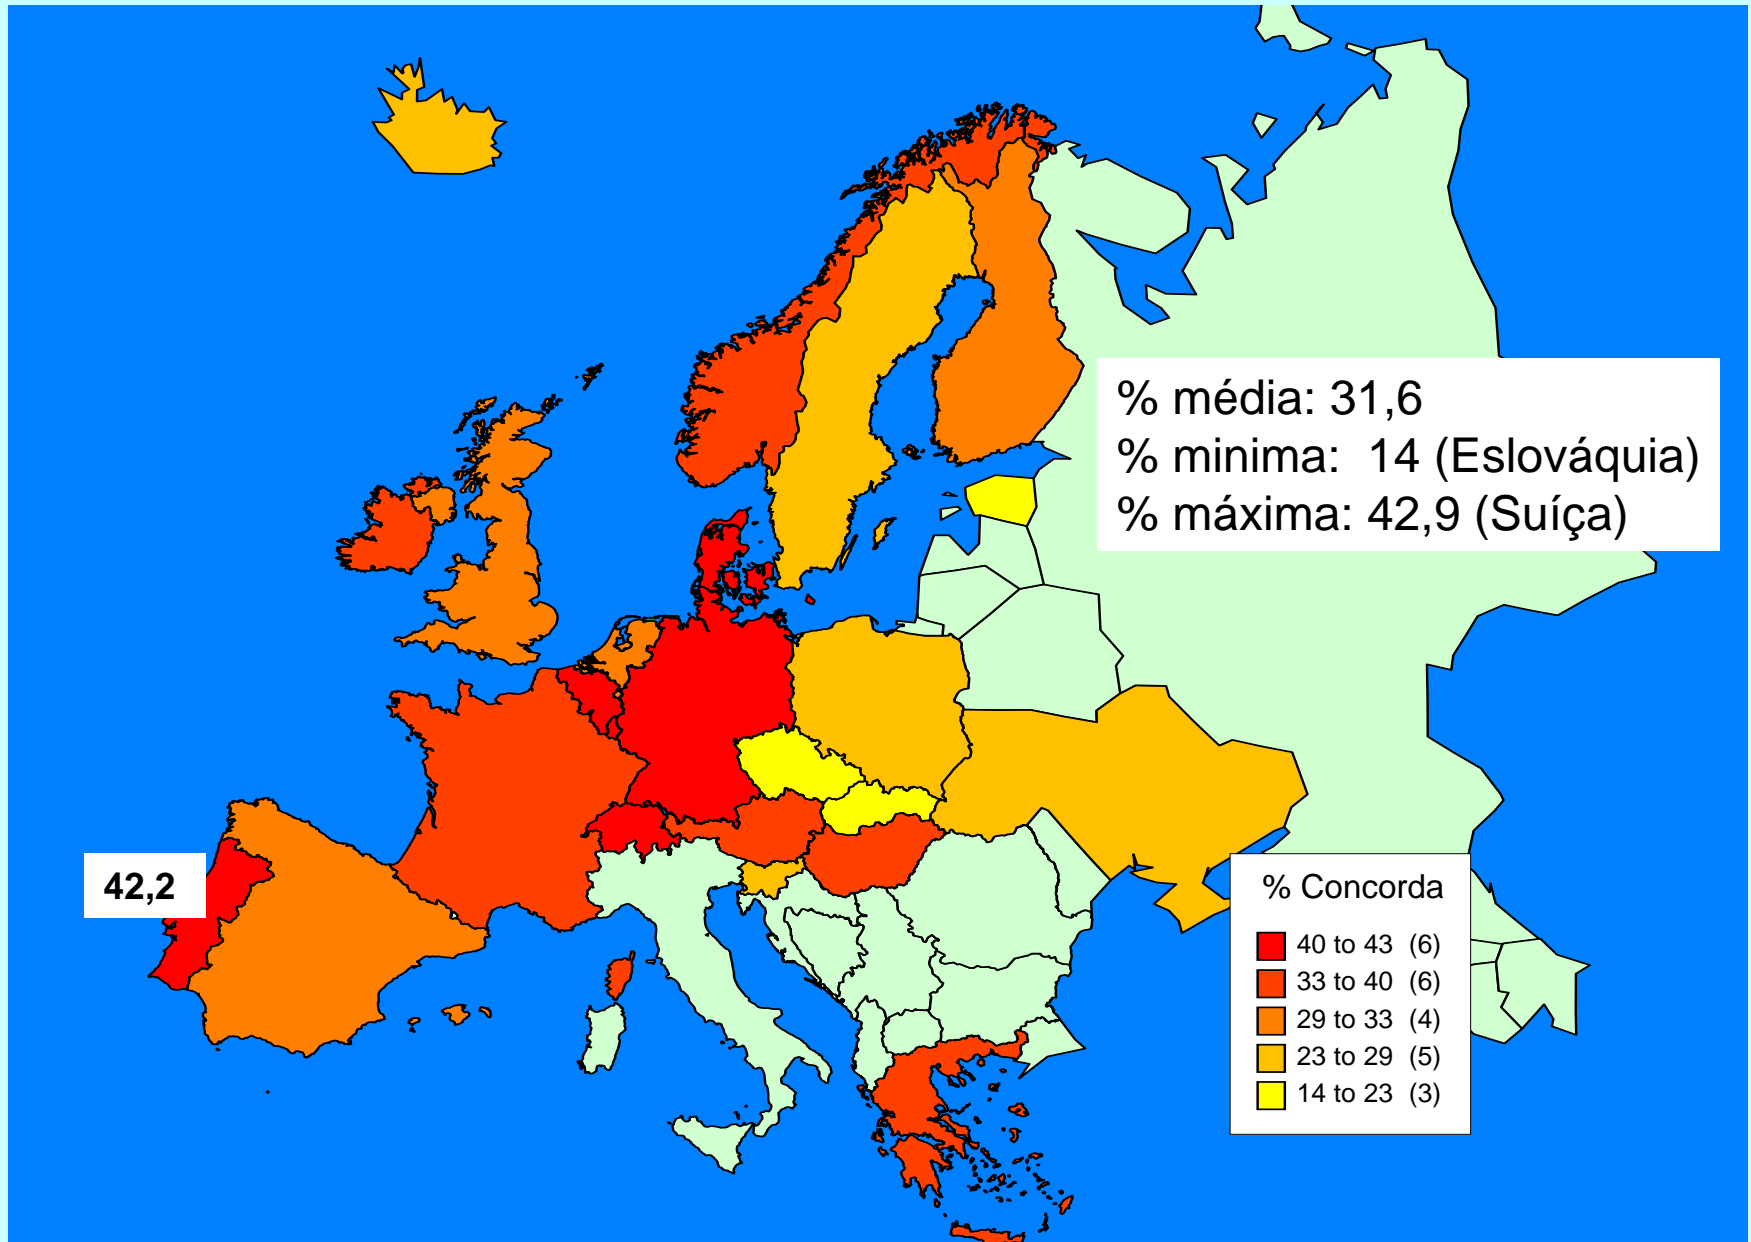 % média: 31,6
% minima:  14 (Eslováquia)
% máxima: 42,9 (Suíça)
42,2
% Concorda
40 to 43 (6)
33 to 40 (6)
29 to 33 (4)
23 to 29 (5)
14 to 23 (3)